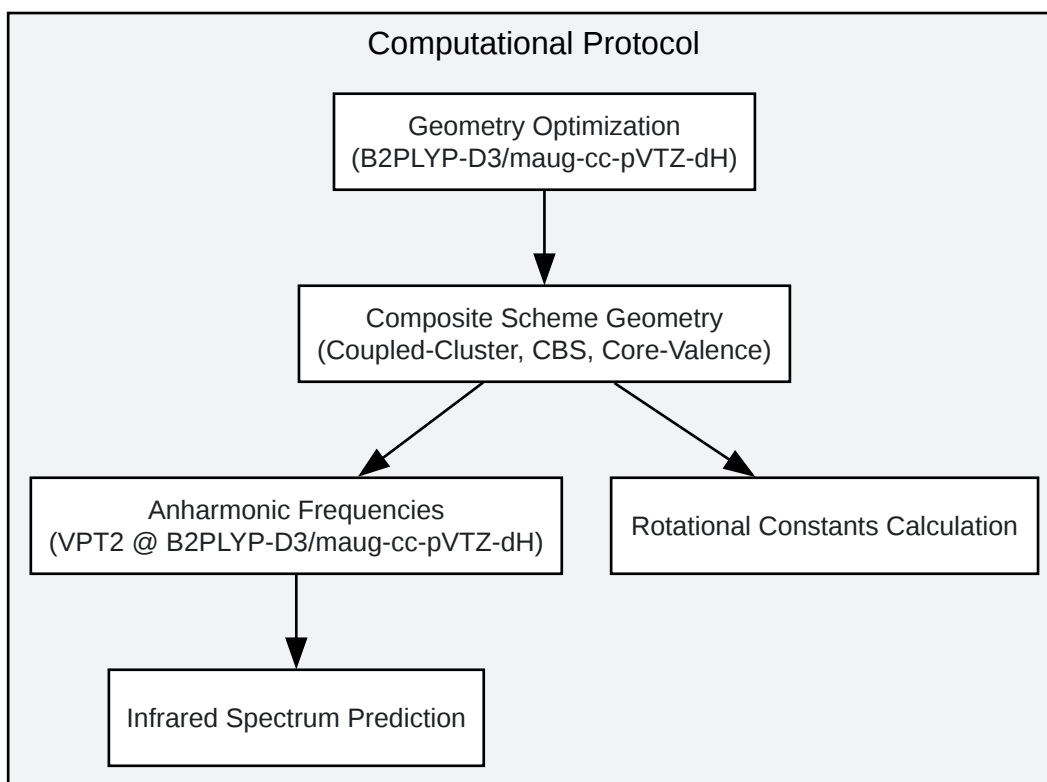 Computational Protocol
Geometry Optimization
(B2PLYP-D3/maug-cc-pVTZ-dH)
Composite Scheme Geometry
(Coupled-Cluster, CBS, Core-Valence)
Anharmonic Frequencies
(VPT2 @ B2PLYP-D3/maug-cc-pVTZ-dH)
Rotational Constants Calculation
Infrared Spectrum Prediction